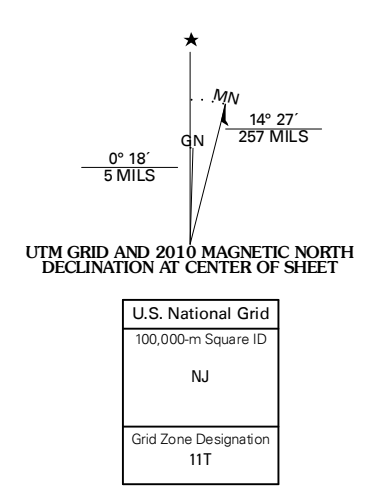 MN
14° 27´
257 MILS
GN
0° 18´
5 MILS
UTM GRID AND 2010 MAGNETIC NORTH
DECLINATION AT CENTER OF SHEET
U.S. National Grid
100,000-m Square ID
NJ
Grid Zone Designation
11T